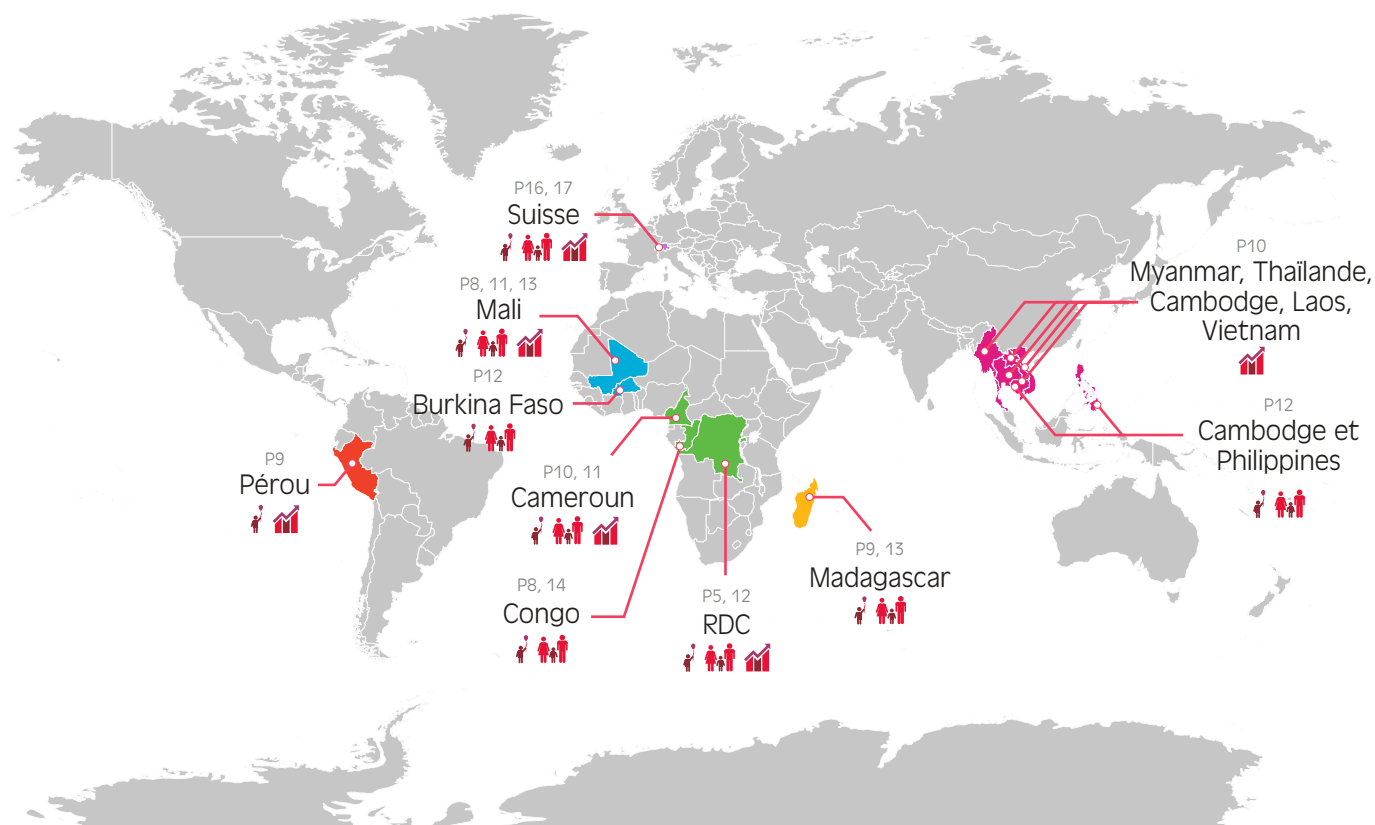 P16, 17
Suisse
P8, 11, 13
Mali
P12
Burkina Faso
P9
Pérou
P10, 11
Cameroun
P8, 14
Congo
P5, 12
RDC
P9, 13
Madagascar
P10
Myanmar, Thaïlande,
Cambodge, Laos,
Vietnam
P12
Cambodge et
Philippines